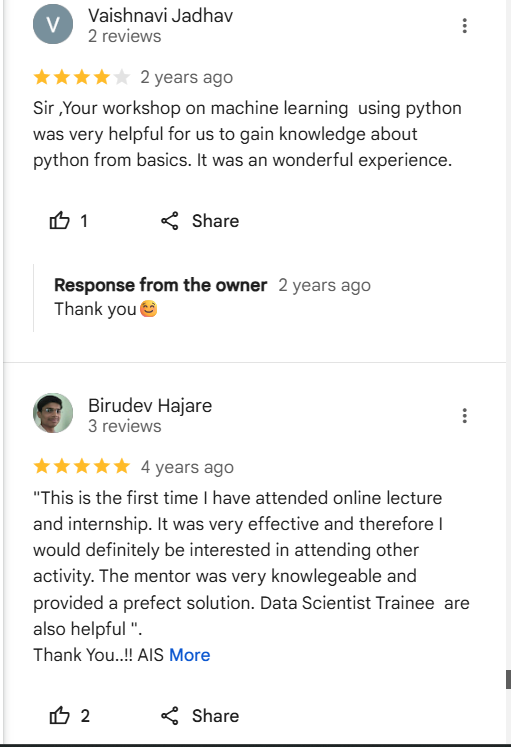 V
Vaishnavi Jadhav
2 reviews
2 years ago
Sir ,Your workshop on machine learning  using python
was very helpful for us to gain knowledge about
python from basics. It was an wonderful experience.
1 Share
Response from the owner 2 years ago
Thank you😊
Birudev Hajare
3 reviews
4 years ago
"This is the first time I have attended online lecture
and internship. It was very effective and therefore I
would definitely be interested in attending other
activity. The mentor was very knowlegeable and
provided a prefect solution. Data Scientist Trainee  are
also helpful ".
Thank You..!! AIS More
2 Share